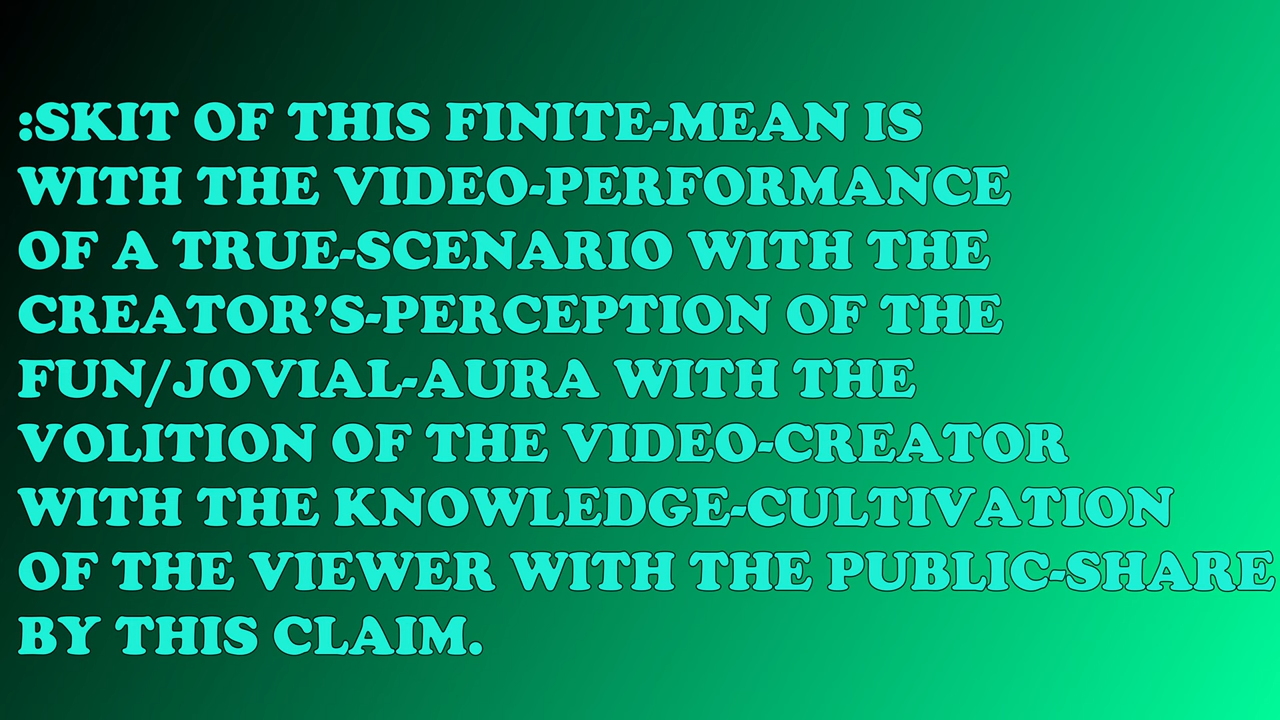 :SKIT OF THIS FINITE-MEAN IS
WITH THE VIDEO-PERFORMANCE
OF A TRUE-SCENARIO WITH THE
CREATOR’S-PERCEPTION OF THE
FUN/JOVIAL-AURA WITH THE
VOLITION OF THE VIDEO-CREATOR
WITH THE KNOWLEDGE-CULTIVATION
OF THE VIEWER WITH THE PUBLIC-SHARE
BY THIS CLAIM.